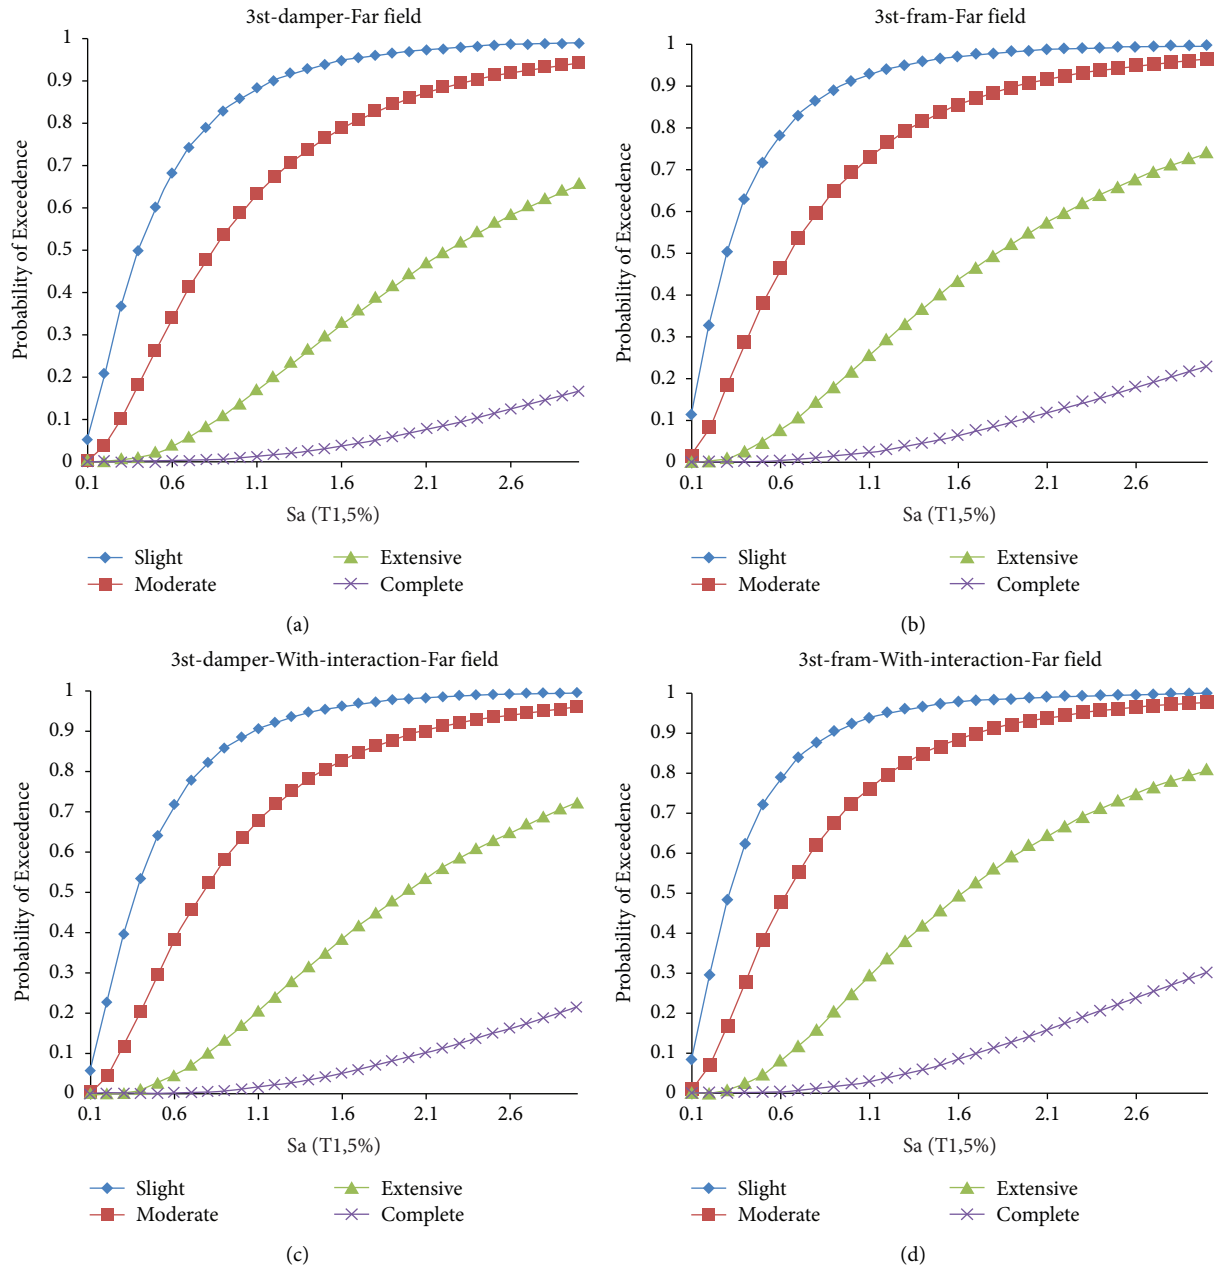 3st-damper-Far field
Probability of Exceedence
1
0.9
0.8
0.7
0.6
0.5
0.4
0.3
0.2
0.1
0
0.1 0.6 1.1 1.6 2.1 2.6
Sa (T1,5%)
Slight Extensive
Moderate Complete
(a)
3st-fram-Far field
Probability of Exceedence
1
0.9
0.8
0.7
0.6
0.5
0.4
0.3
0.2
0.1
0
0.1 0.6 1.1 1.6 2.1 2.6
Sa (T1,5%)
Slight Extensive
Moderate Complete
(b)
3st-damper-With-interaction-Far field
Probability of Exceedence
1
0.9
0.8
0.7
0.6
0.5
0.4
0.3
0.2
0.1
0
0.1 0.6 1.1 1.6 2.1 2.6
Sa (T1,5%)
Slight Extensive
Moderate Complete
(c)
3st-fram-With-interaction-Far field
Probability of Exceedence
1
0.9
0.8
0.7
0.6
0.5
0.4
0.3
0.2
0.1
0
0.1 0.6 1.1 1.6 2.1 2.6
Sa (T1,5%)
Slight Extensive
Moderate Complete
(d)